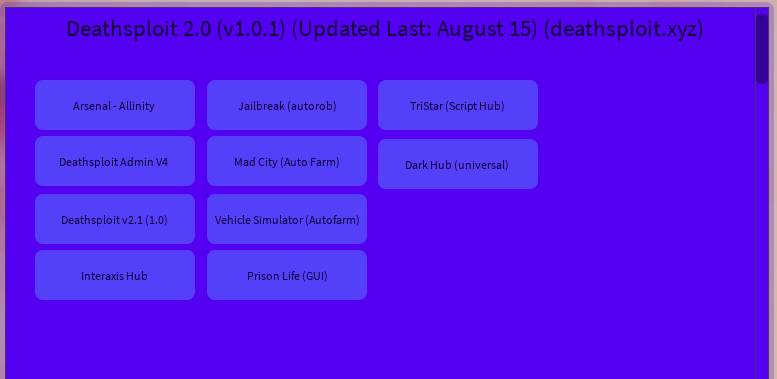 Deathsploit 2.0 (v1.0.1) (Updated Last: August 15) (deathsploit.xyz)
Arsenal - Allinity
Jailbreak (autorob)
TriStar (Script Hub)
Deathsploit Admin V4
Mad City (Auto Farm)
Dark Hub (universal)
Deathsploit v2.1 (1.0)
Vehicle Simulator (Autofarm)
Interaxis Hub
Prison Life (GUI)